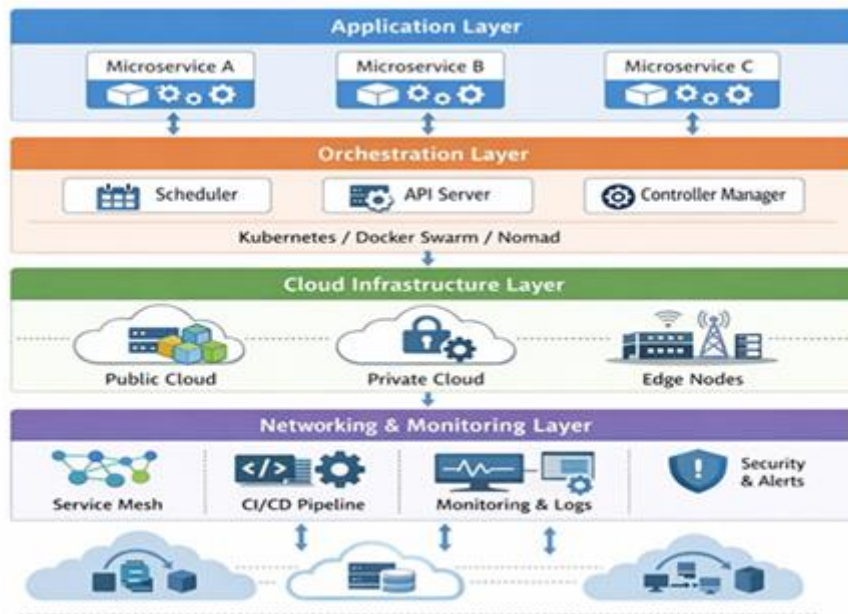 Application Layer
Microservice A
Microservice B
Microservice C
Orchestration Layer
Scheduler
API Server
Controller Manager
Kubernetes / Docker Swarm / Nomad
Cloud Infrastructure Layer
Public Cloud
Private Cloud
Edge Nodes
Networking & Monitoring Layer
</>
Service Mesh
CI/CD Pipeline
Monitoring & Logs
Security
& Alerts